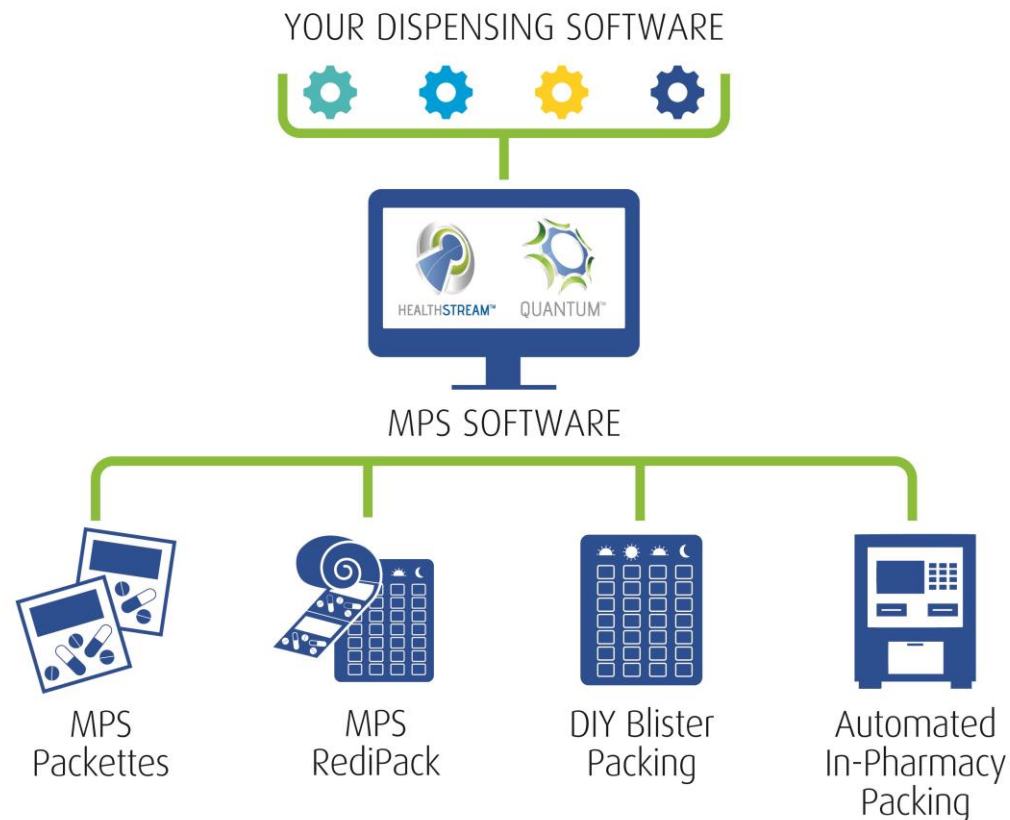 YOUR DISPENSING SOFTWARE
HEALTHSTREAM™
QUANTUM™
MPS SOFTWARE
MPS
Packettes
MPS
RediPack
DIY Blister
Packing
Automated
In-Pharmacy
Packing